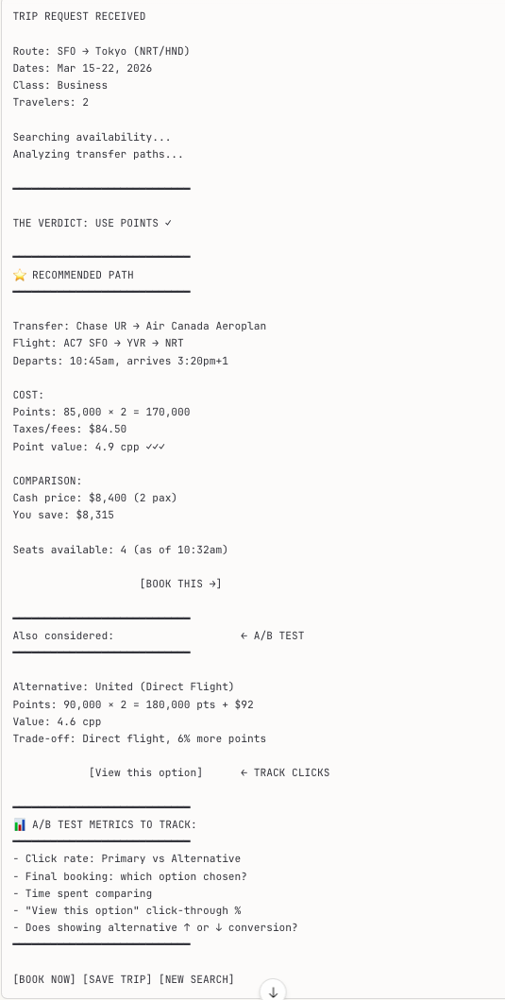 TRIP REQUEST RECEIVED
Route: SFO → Tokyo (NRT/HND)
Dates: Mar 15-22, 2026
Class: Business
Travelers: 2
Searching availability...
Analyzing transfer paths...
THE VERDICT: USE POINTS ✓
⭐ RECOMMENDED PATH
Transfer: Chase UR → Air Canada Aeroplan
Flight: AC7 SFO → YVR → NRT
Departs: 10:45am, arrives 3:20pm+1
COST:
Points: 85,000 × 2 = 170,000
Taxes/fees: $84.50
Point value: 4.9 cpp ✓✓✓
COMPARISON:
Cash price: $8,400 (2 pax)
You save: $8,315
Seats available: 4 (as of 10:32am)
[BOOK THIS →]
Also considered: ← A/B TEST
Alternative: United (Direct Flight)
Points: 90,000 × 2 = 180,000 pts + $92
Value: 4.6 cpp
Trade-off: Direct flight, 6% more points
[View this option] ← TRACK CLICKS
📊 A/B TEST METRICS TO TRACK:
- Click rate: Primary vs Alternative
- Final booking: which option chosen?
- Time spent comparing
- "View this option" click-through %
- Does showing alternative ↑ or ↓ conversion?
[BOOK NOW] [SAVE TRIP] [NEW SEARCH]